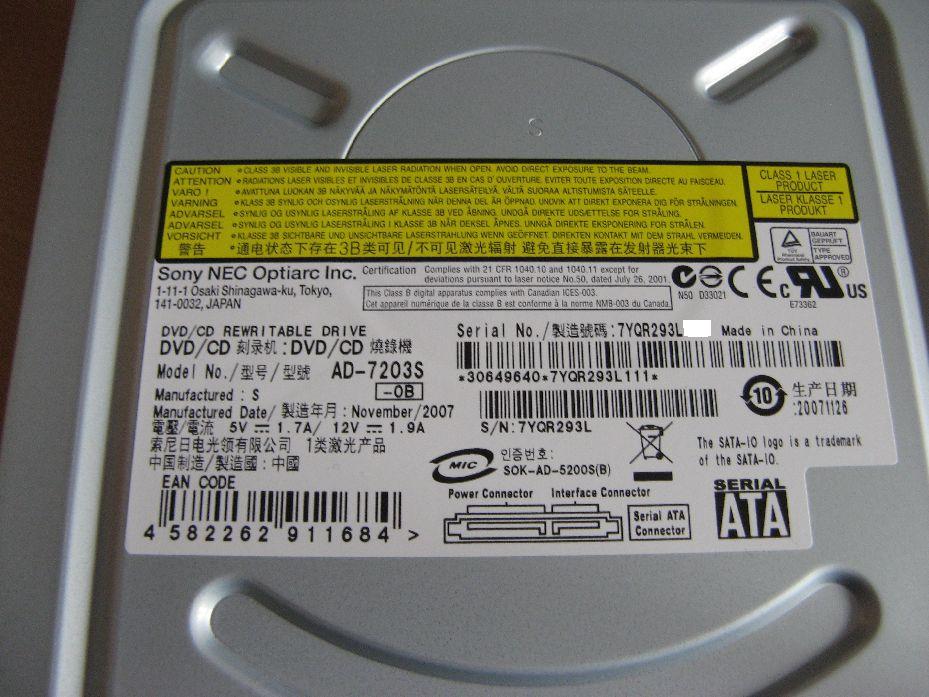 S
CAUTION • CLASS 3B VISIBLE AND INVISIBLE LASER RADIATION WHEN OPEN. AVOID DIRECT EXPOSURE TO THE BEAM.
ATTENTION • RADIATIONS LASER VISIBLES ET INVISIBLES DE CLASSE 3B EN CAS D'OUVERTURE. EVITER TOUTE EXPOSITION DIRECTE AU FAISCEAU.
VARO! • AVATTUNA LUOKAN 3B NÄKYVÄÄ JA NÄKYMÄTÖNTÄ LASERSÄTEILYÄ. VÄLTÄ SUORAA ALTISTUMISTA SÄTEELLE.
VARNING • KLASS 3B SYNLIG OCH OSYNLIG LASERSTRÅLNING NÄR DENNA DEL ÄR ÖPPNAD. UNDVIK ATT DIREKT EXPONERA DIG FÖR STRÅLNINGEN.
ADVARSEL • SYNLIG OG USYNLIG LASERSTRÅLING AF KLASSE 3B VED ÅBNING. UNDGÅ DIREKTE UDSÆTTELSE FOR STRÅLING.
ADVARSEL • SYNLIG OG USYNLIG LASERSTRÅLING I KLASSE 3B NÅR DEKSEL ÅPNES. UNNGÅ DIREKTE EKSPONERING FOR STRÅLEN.
VORSICHT • KLASSE 3B SICHTBARE UND UNSICHTBARE LASERSTRAHLUNG, WENN GEÖFFNET DIREKTEN KONTAKT MIT DEM STRAHL VERMEIDEN.
警告 • 通电状态下存在3B类可见/不可见激光辐射 避免直接暴露在发射器光束下
CLASS 1 LASER
PRODUCT
LASER KLASSE 1
PRODUKT
Sony NEC Optiarc Inc.
1-11-1 Osaki Shinagawa-ku, Tokyo,
141-0032, JAPAN
Certification Complies with 21 CFR 1040.10 and 1040.11 except for
deviations pursuant to laser notice No.50, dated July 26, 2001.
This Class B digital apparatus complies with Canadian ICES-003.
Cet appareil numérique de la classe B est conforme à la norme NMB-003 du Canada.
N50 D33021
CE
TÜV
Rheinland
Product Safety
BAUART
GEPRÜFT
TYPE
APPROVED
c RU ® US
E73362
DVD/CD REWRITABLE DRIVE
DVD/CD 刻录机 : DVD/CD 燒錄機
Model No./型号/型號 AD-7203S
Manufactured : S -0B
Manufactured Date/ 製造年月 : November/2007
電壓/電流 5V ⎓ 1.7A/ 12V ⎓ 1.9A
索尼日电光领有限公司 1类激光产品
中国制造/製造國 : 中國
EAN CODE
4 582262 911684 >
Serial No./製造號碼 : 7YQR293L Made in China
*30649640*7YQR293L111*
S/N: 7YQR293L
10 生产日期
:20071126
MIC 인증번호:
SOK-AD-5200S(B)
The SATA-IO logo is a trademark
of the SATA-IO.
Power Connector Interface Connector
Serial ATA
Connector
SERIAL
ATA